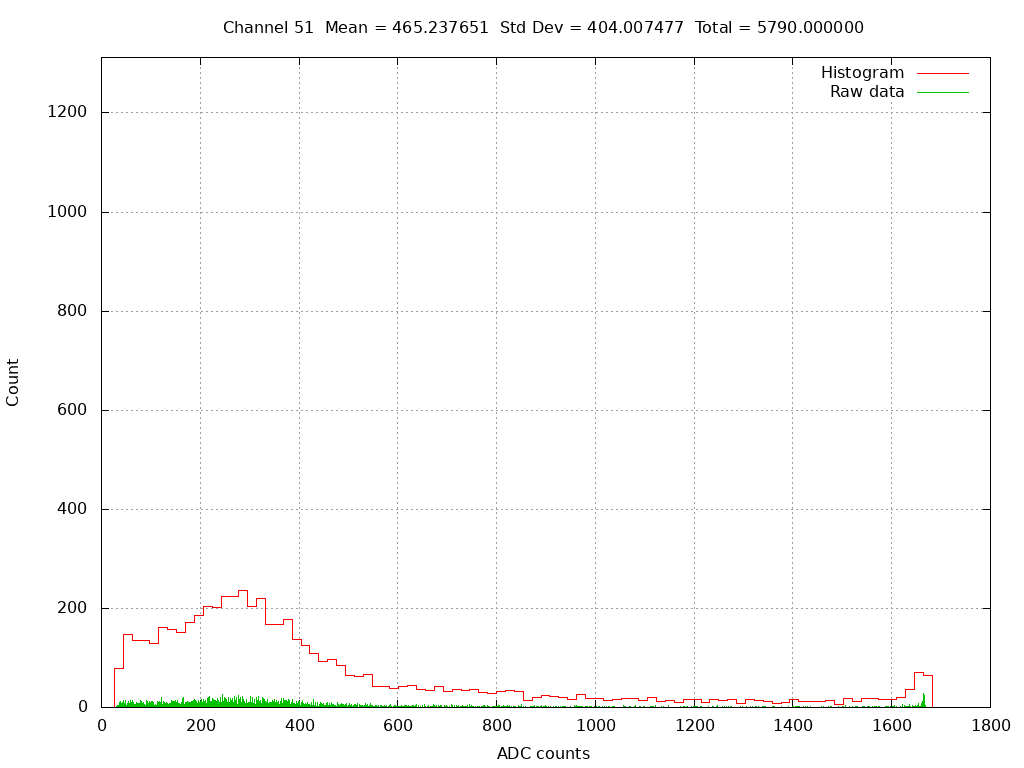 Channel 51  Mean = 465.237651  Std Dev = 404.007477  Total = 5790.000000
Histogram
Raw data
1200
1000
800
600
400
200
0
Count
0 200 400 600 800 1000 1200 1400 1600 1800
ADC counts